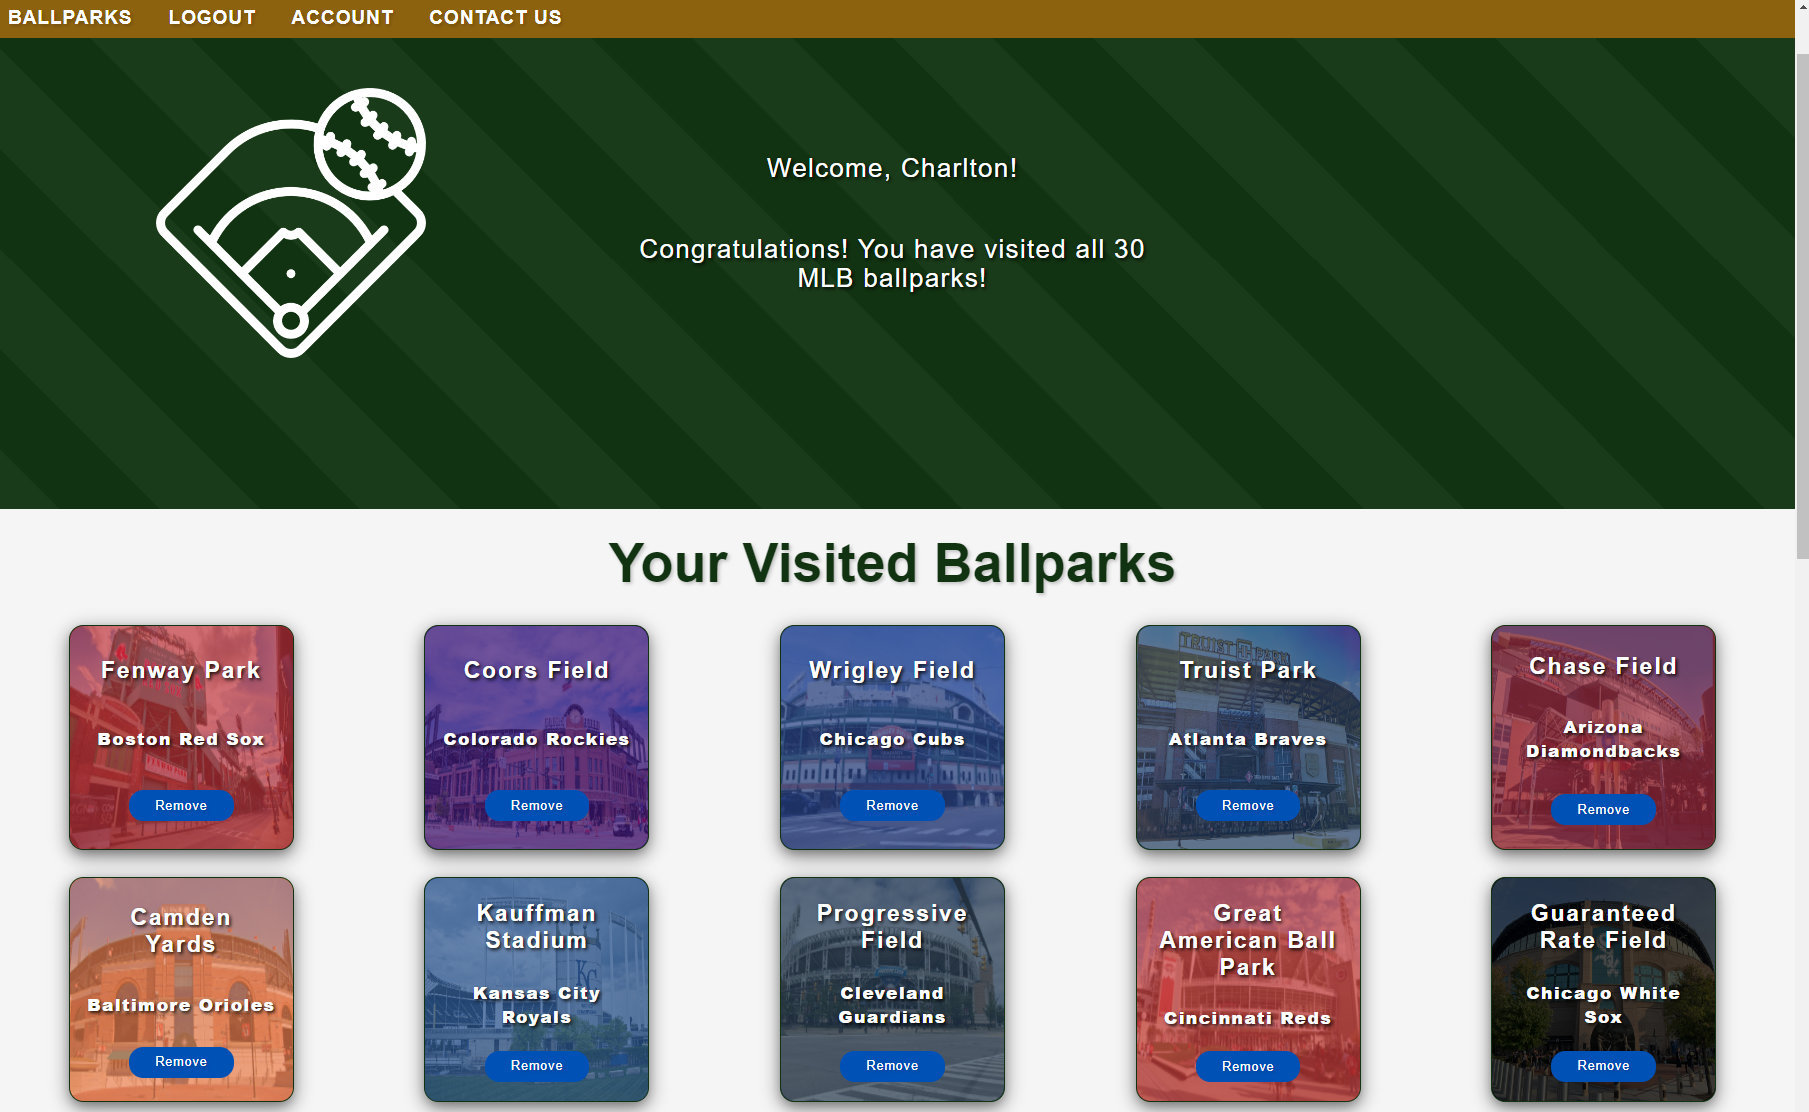 BALLPARKS LOGOUT ACCOUNT CONTACT US
Welcome, Charlton!
Congratulations! You have visited all 30
MLB ballparks!
Your Visited Ballparks
Fenway Park
Boston Red Sox
Remove
Coors Field
Colorado Rockies
Remove
Wrigley Field
Chicago Cubs
Remove
TRUIST PARK
Truist Park
Atlanta Braves
Remove
Chase Field
Arizona
Diamondbacks
Remove
Camden
Yards
Baltimore Orioles
Remove
Kauffman
Stadium
KC
Kansas City
Royals
Remove
Progressive
Field
Cleveland
Guardians
Remove
Great
American Ball
Park
Cincinnati Reds
Remove
Guaranteed
Rate Field
Chicago White
Sox
Remove